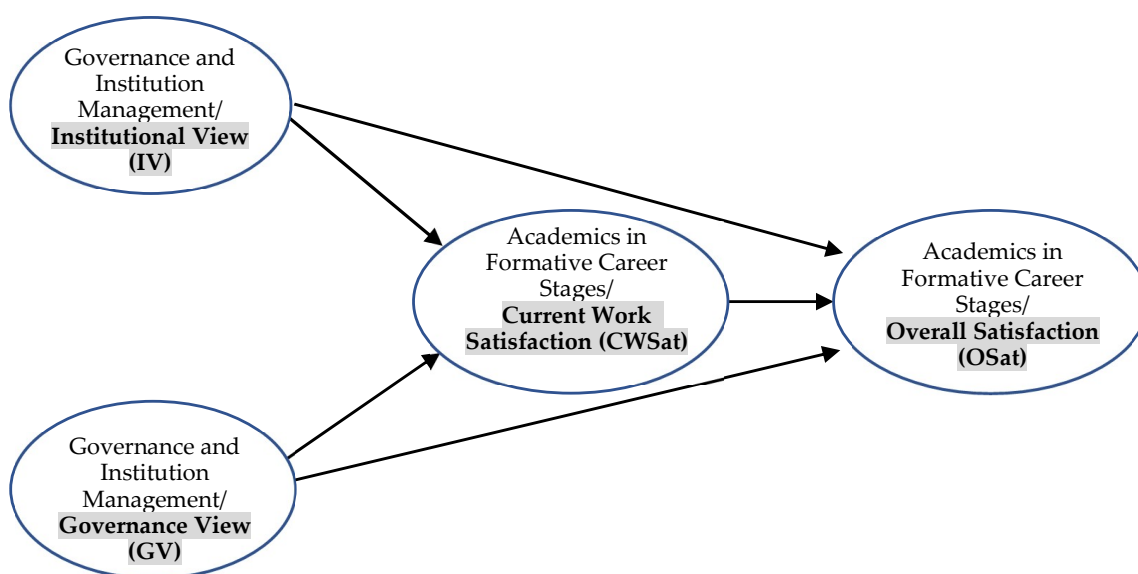 Governance and
Institution
Management/
Institutional View
(IV)
Academics in
Formative Career
Stages/
Current Work
Satisfaction (CWSat)
Academics in
Formative Career
Stages/
Overall Satisfaction
(OSat)
Governance and
Institution
Management/
Governance View
(GV)